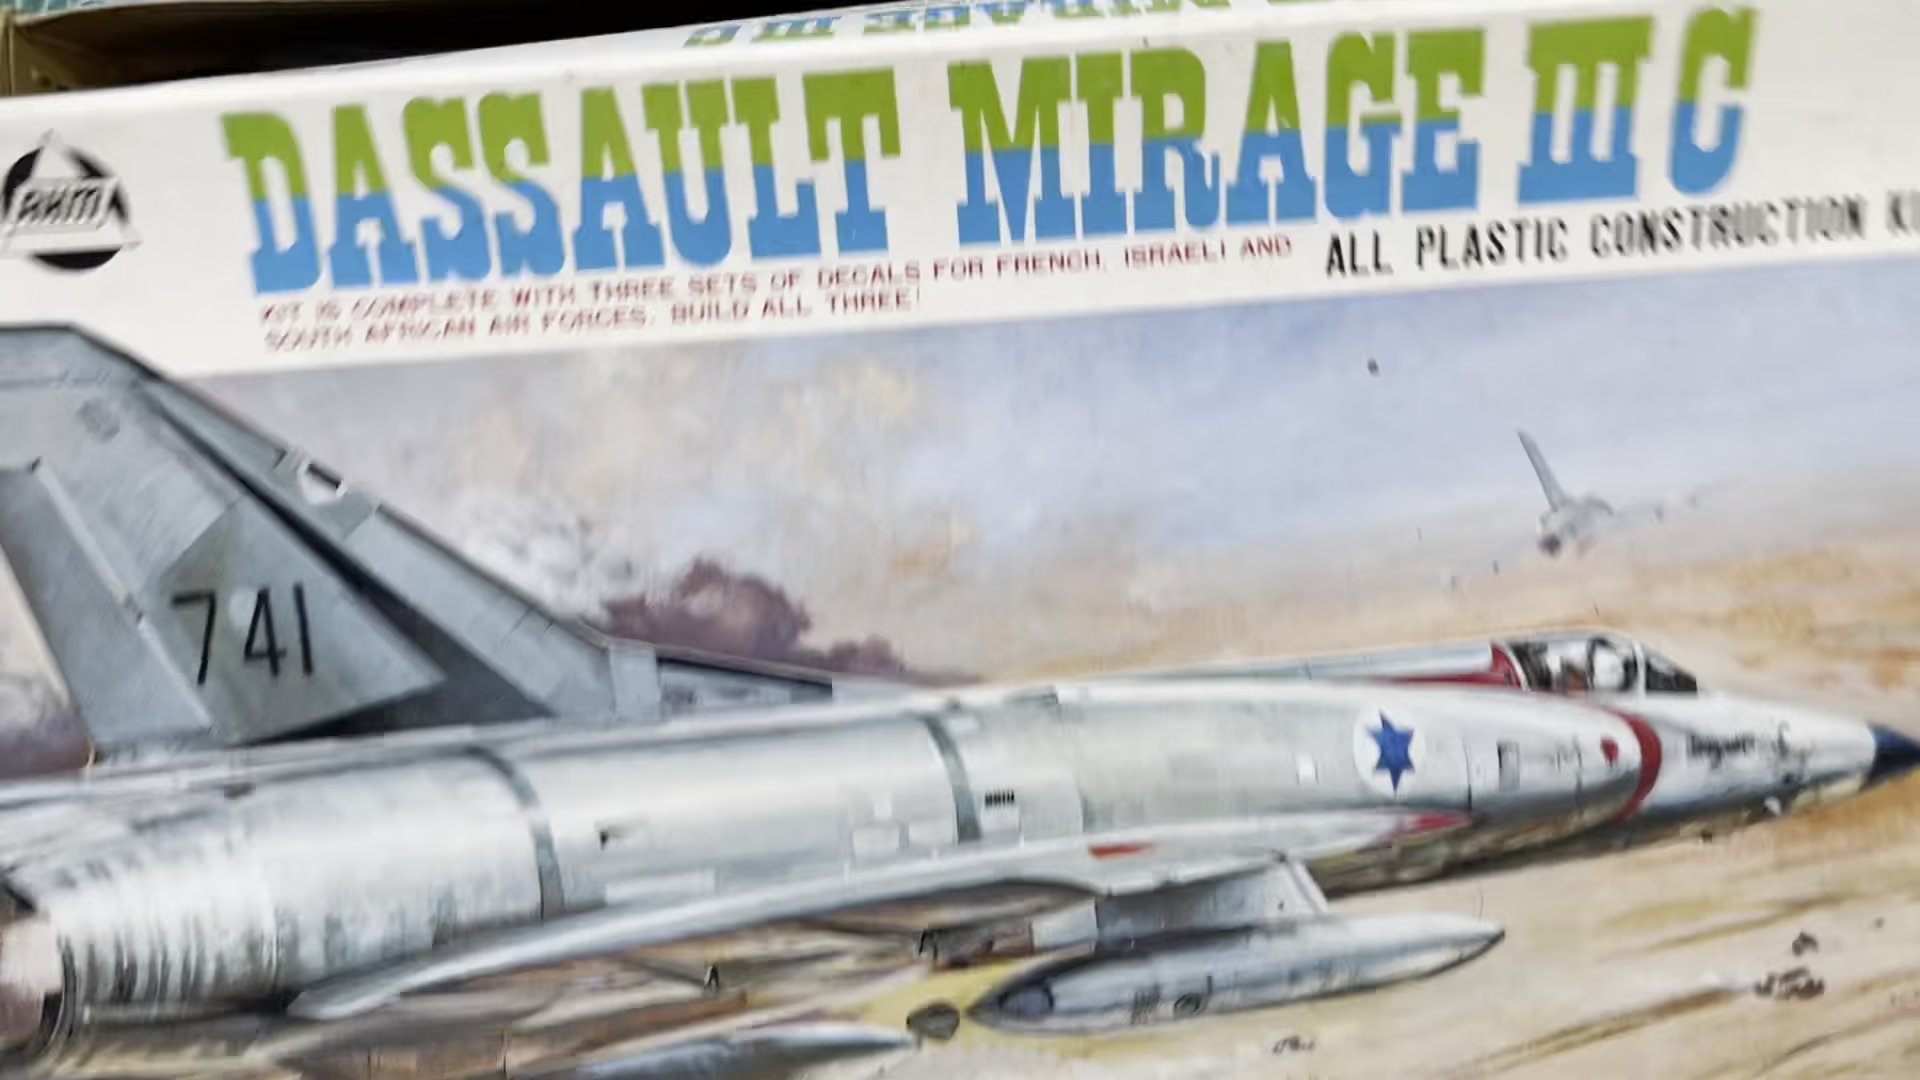 DASSAULT MIRAGE III C
AHM
ALL PLASTIC CONSTRUCTION
KIT IS COMPLETE WITH THREE SETS OF DECALS FOR FRENCH, ISRAELI AND
SOUTH AFRICAN AIR FORCES. BUILD ALL THREE!
741